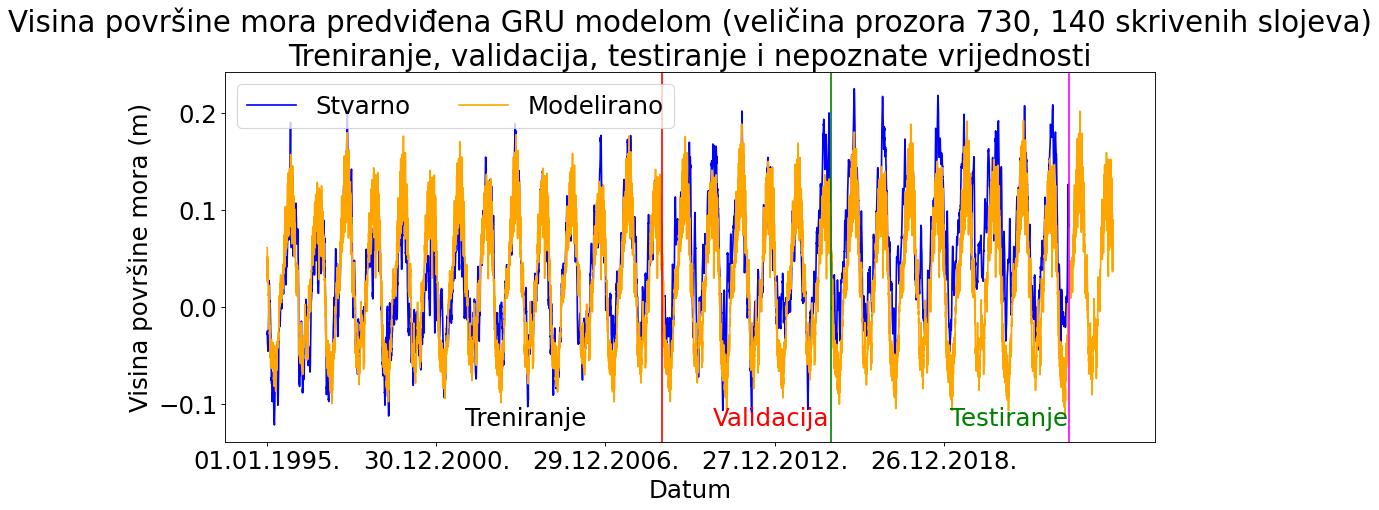 Visina površine mora predviđena GRU modelom (veličina prozora 730, 140 skrivenih slojeva)
Treniranje, validacija, testiranje i nepoznate vrijednosti
Stvarno Modelirano
Visina površine mora (m)
0.2
0.1
0.0
−0.1
Treniranje Validacija Testiranje
01.01.1995. 30.12.2000. 29.12.2006. 27.12.2012. 26.12.2018.
Datum